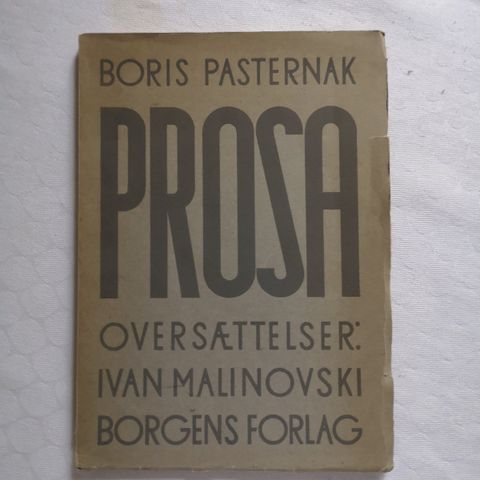 BORIS PASTERNAK
PROSA
OVERSÆTTELSER:
IVAN MALINOVSKI
BORGENS FORLAG